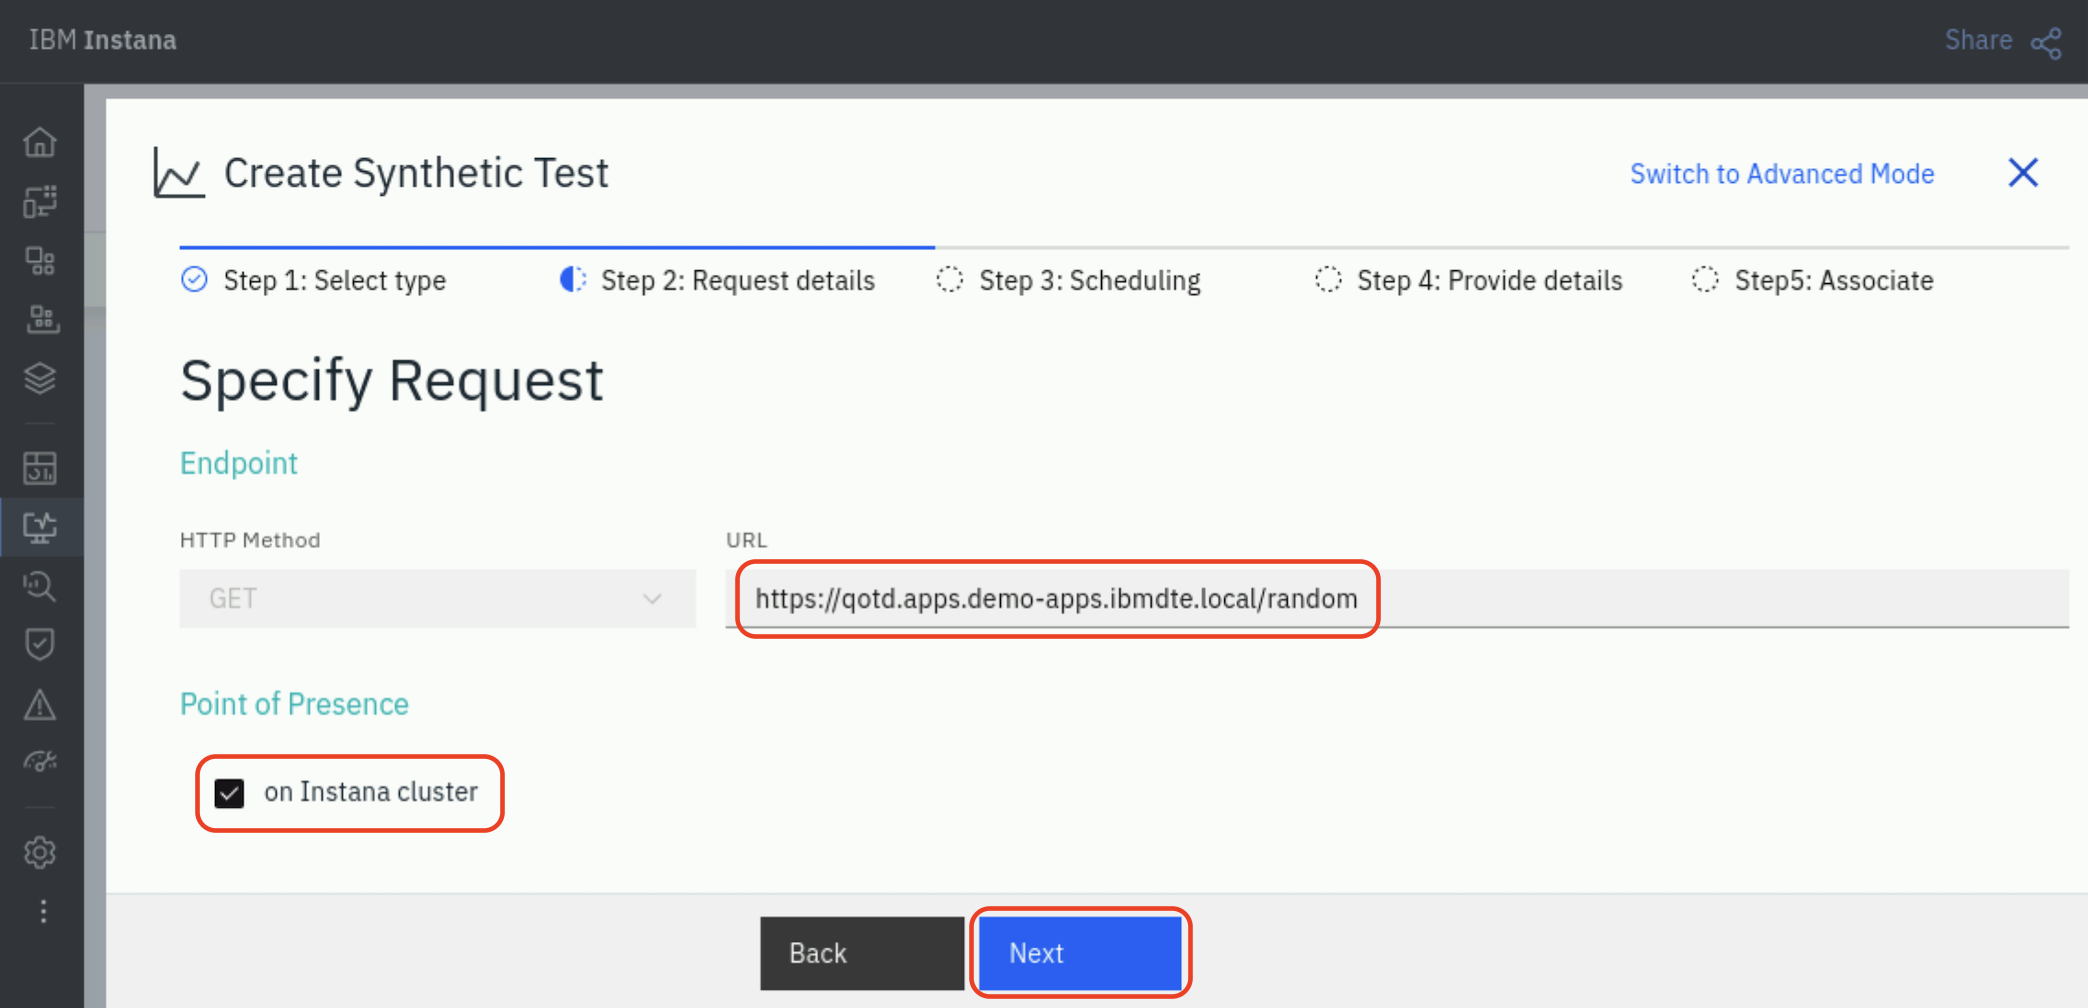 IBM Instana
Share
Create Synthetic Test
Switch to Advanced Mode
Step 1: Select type
Step 2: Request details
Step 3: Scheduling
Step 4: Provide details
Step5: Associate
Specify Request
Endpoint
HTTP Method
URL
GET
https://qotd.apps.demo-apps.ibmdte.local/random
Point of Presence
on Instana cluster
Back
Next